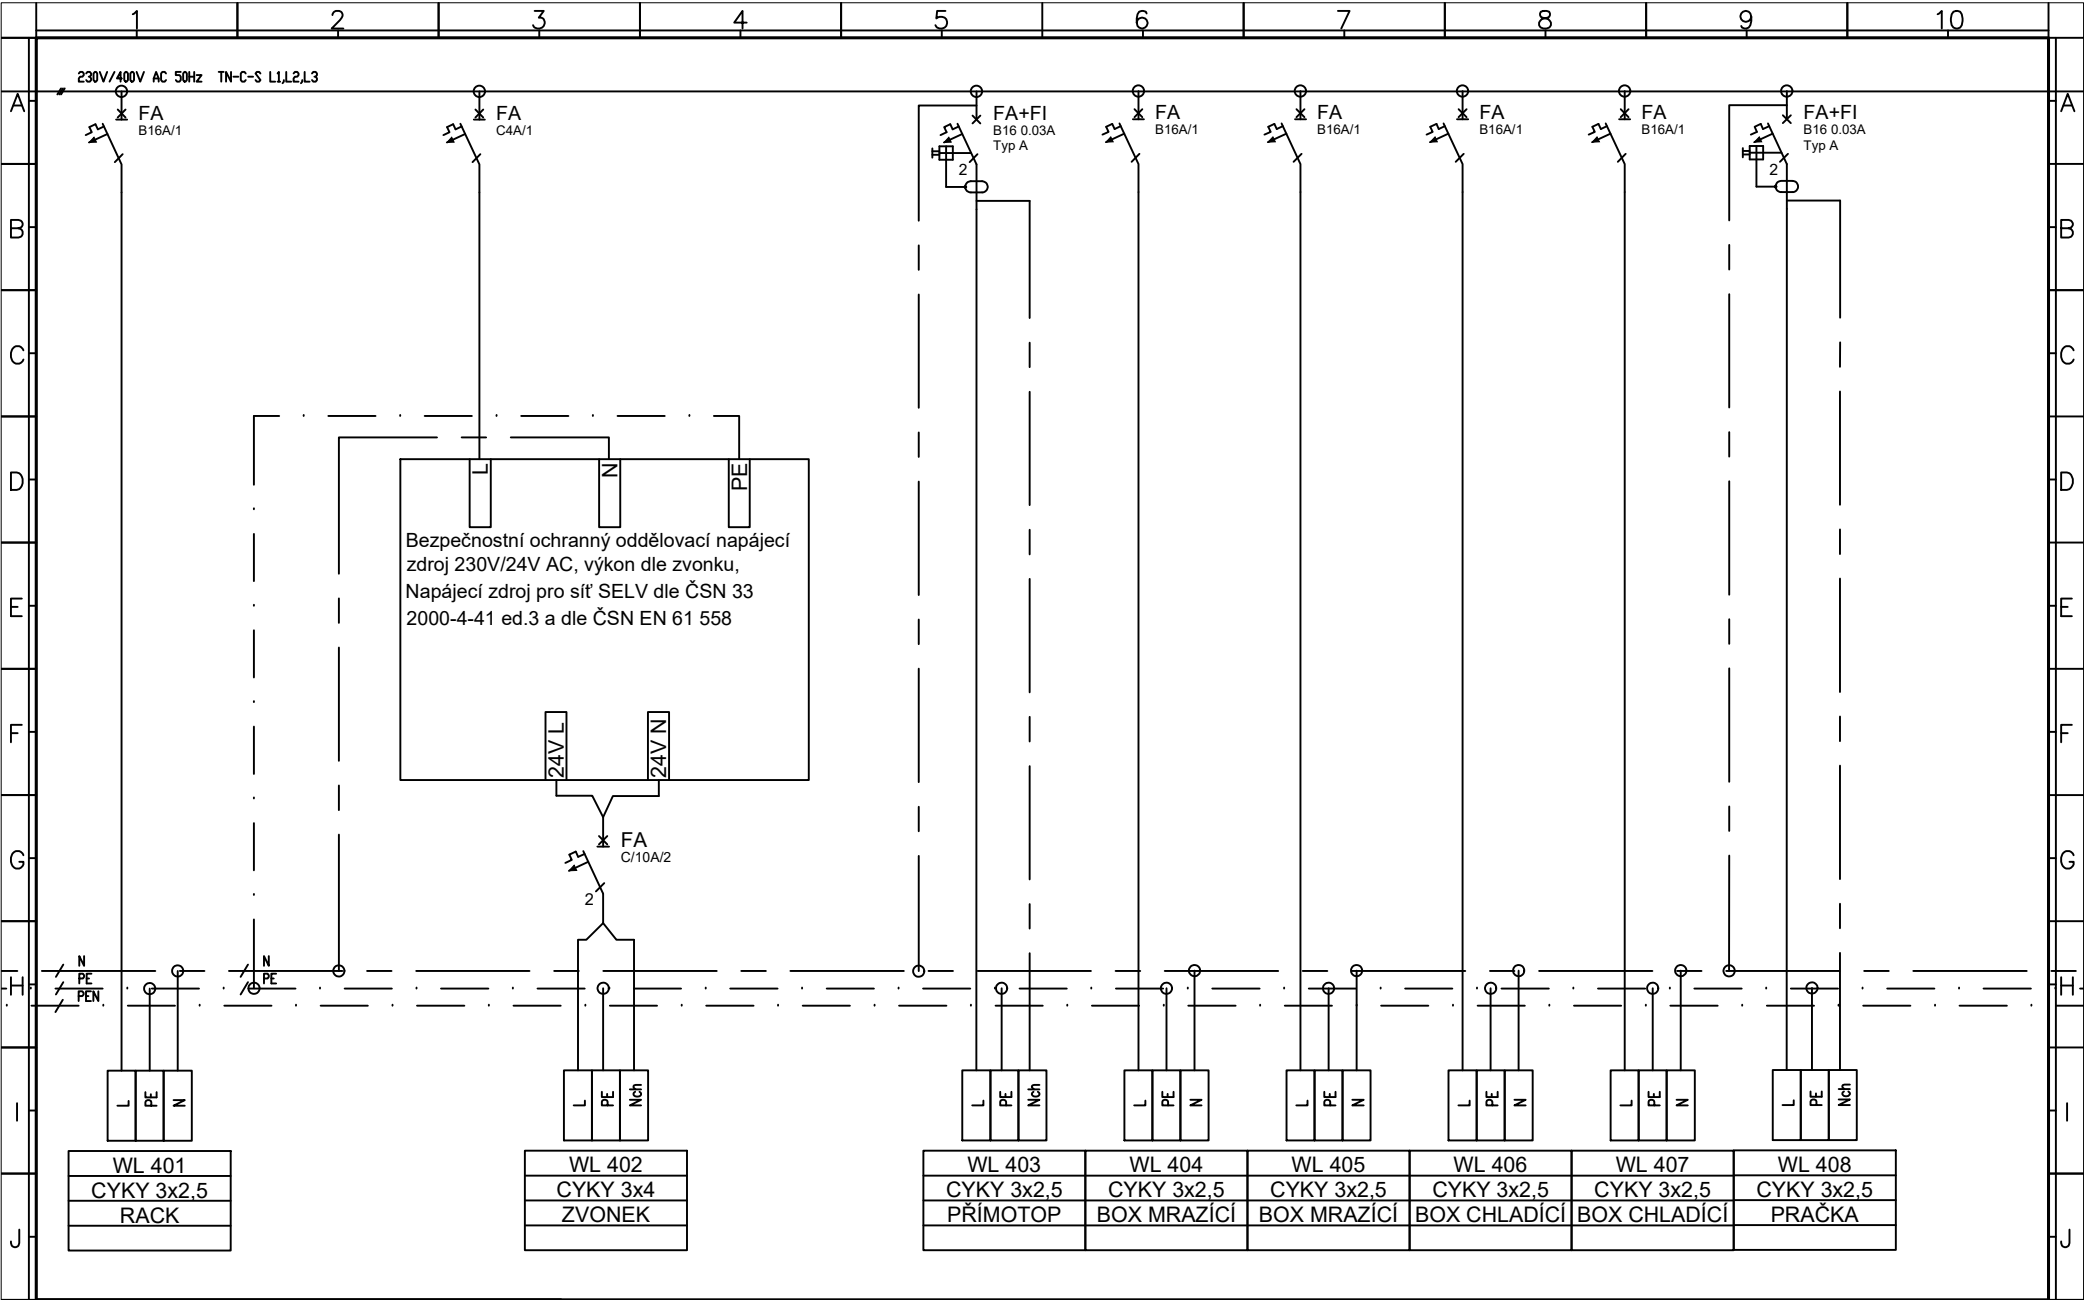 1 2 3 4 5 6 7 8 9 10
230V/400V AC 50Hz TN-C-S L1,L2,L3
A A
FA
B16A/1
FA
C4A/1
FA+FI
B16 0.03A
Typ A
2
FA
B16A/1
FA
B16A/1
FA
B16A/1
FA
B16A/1
FA+FI
B16 0.03A
Typ A
2
B B
C C
D D
L N PE
Bezpečnostní ochranný oddělovací napájecí
zdroj 230V/24V AC, výkon dle zvonku,
Napájecí zdroj pro síť SELV dle ČSN 33
2000-4-41 ed.3 a dle ČSN EN 61 558
E E
F F
24V L 24V N
FA
C/10A/2
2
G G
N N
PE PE
PEN
H H
L PE N
L PE Nch
L PE Nch
L PE N
L PE N
L PE N
L PE N
L PE Nch
I I
WL 401
CYKY 3x2,5
RACK
WL 402
CYKY 3x4
ZVONEK
WL 403
CYKY 3x2,5
PŘÍMOTOP
WL 404
CYKY 3x2,5
BOX MRAZÍCÍ
WL 405
CYKY 3x2,5
BOX MRAZÍCÍ
WL 406
CYKY 3x2,5
BOX CHLADÍCÍ
WL 407
CYKY 3x2,5
BOX CHLADÍCÍ
WL 408
CYKY 3x2,5
PRAČKA
J J